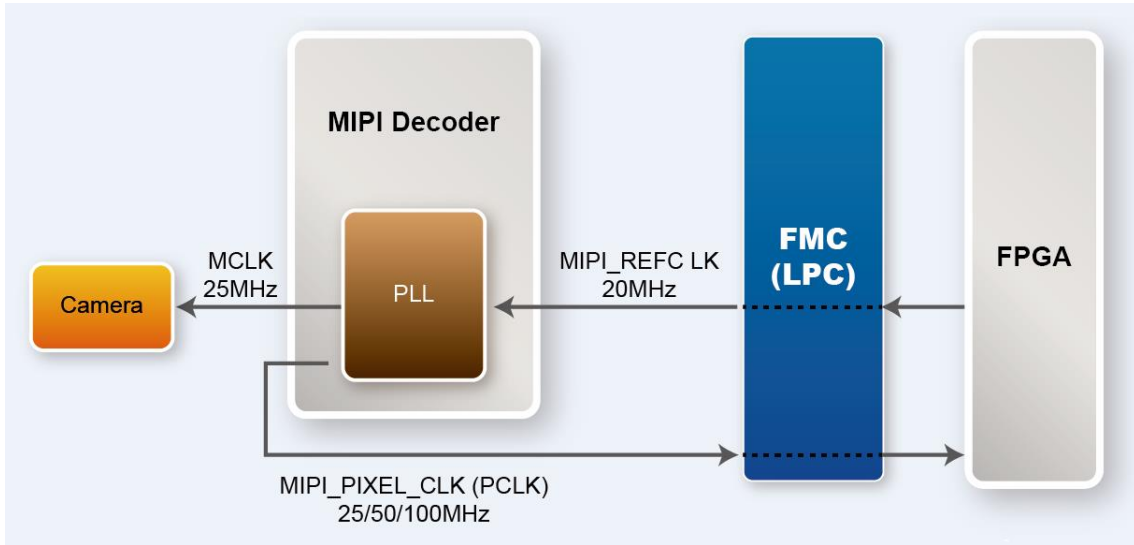 MIPI Decoder
FMC
(LPC)
FPGA
MCLK
25MHz
MIPI_REFC LK
20MHz
PLL
Camera
MIPI_PIXEL_CLK (PCLK)
25/50/100MHz